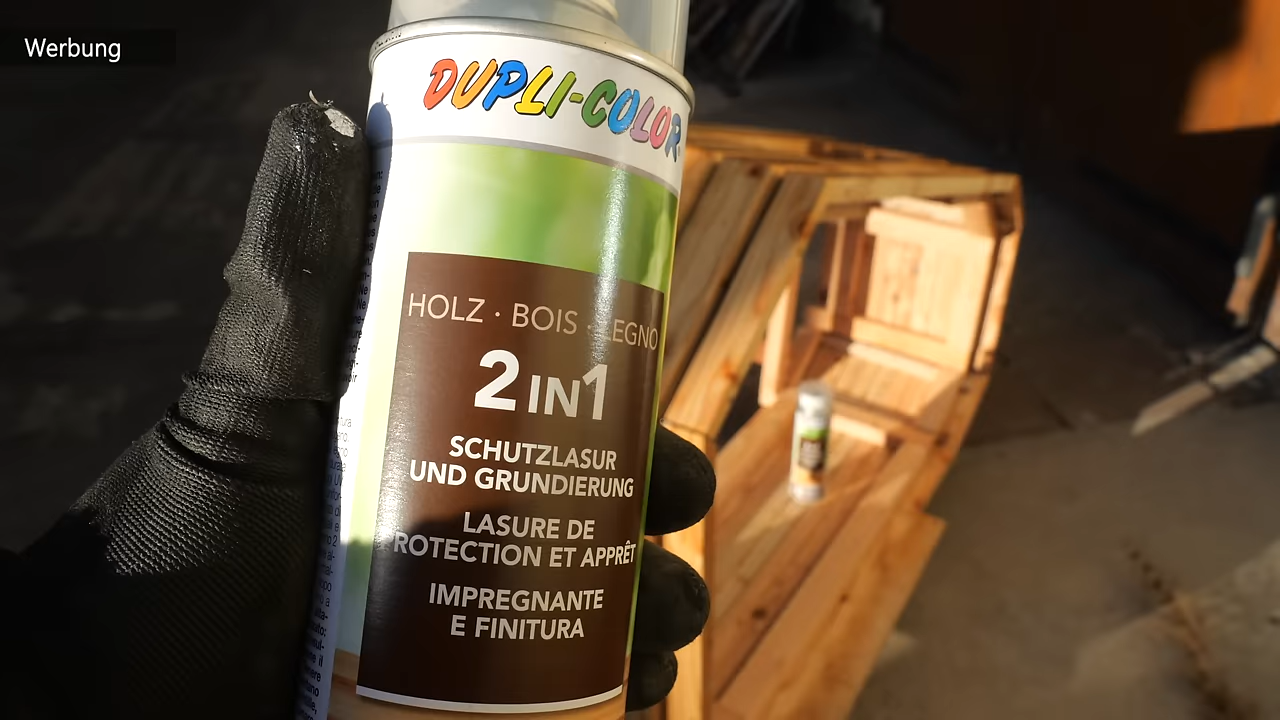 Werbung
DUPLI-COLOR
HOLZ · BOIS · LEGNO
2 IN 1
SCHUTZLASUR
UND GRUNDIERUNG
LASURE DE
ROTECTION ET APPRÊT
IMPREGNANTE
E FINITURA